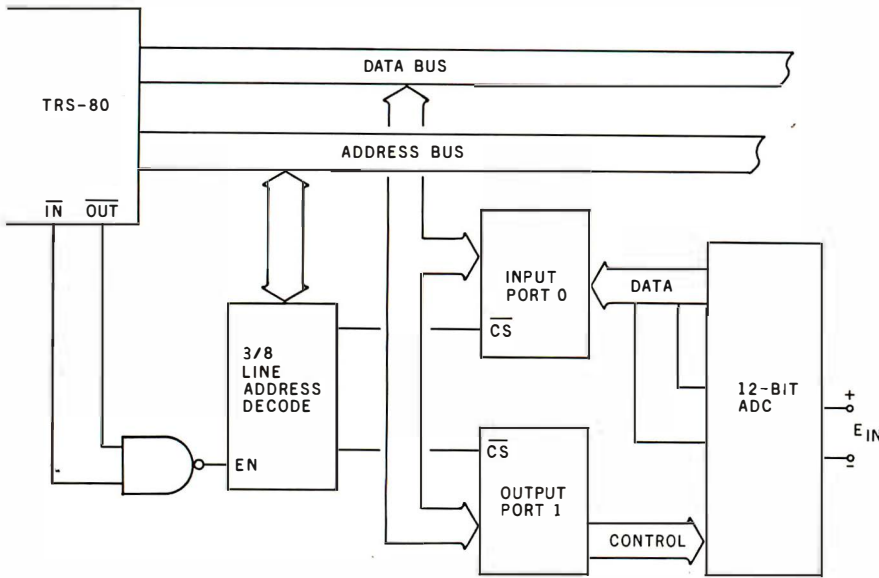 DATA BUS
TRS-80
ADDRESS BUS
IN OUT
INPUT
PORT 0
DATA
CS
3/8
LINE
ADDRESS
DECODE
12-BIT
ADC
+
E IN
-
EN
CS
OUTPUT
PORT 1
CONTROL